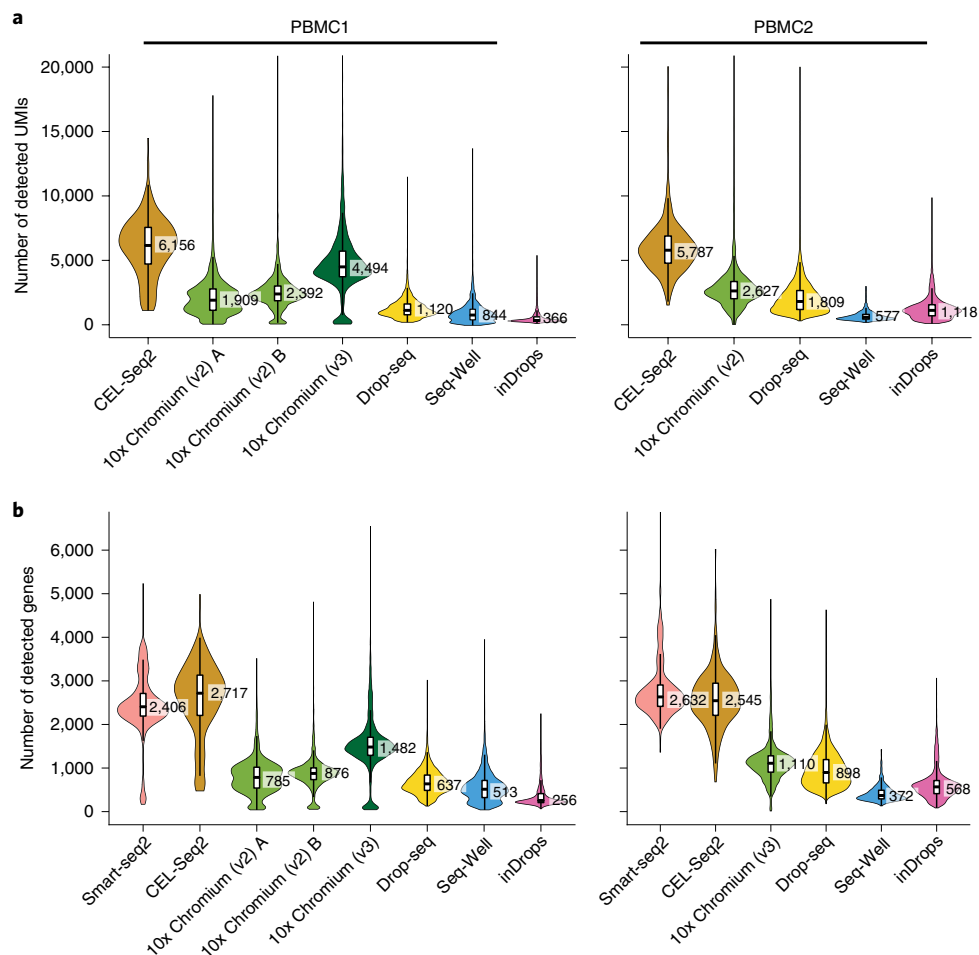 a
PBMC1
PBMC2
Number of detected UMIs
20,000
15,000
10,000
5,000
0
6,156
1,909
2,392
4,494
1,120
844
366
5,787
2,627
1,809
577
1,118
CEL-Seq2
10x Chromium (v2) A
10x Chromium (v2) B
10x Chromium (v3)
Drop-seq
Seq-Well
inDrops
CEL-Seq2
10x Chromium (v2)
Drop-seq
Seq-Well
inDrops
b
Number of detected genes
6,000
5,000
4,000
3,000
2,000
1,000
0
2,406
2,717
785
876
1,482
637
513
256
2,632
2,545
1,110
898
372
568
Smart-seq2
CEL-Seq2
10x Chromium (v2) A
10x Chromium (v2) B
10x Chromium (v3)
Drop-seq
Seq-Well
inDrops
Smart-seq2
CEL-Seq2
10x Chromium (v3)
Drop-seq
Seq-Well
inDrops